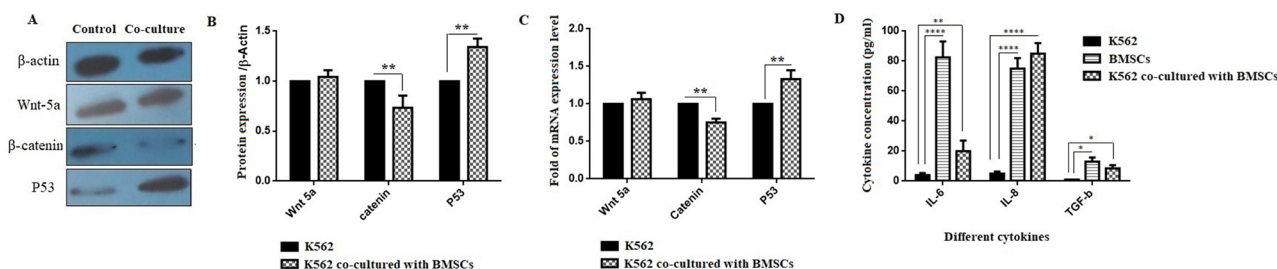 A
Control Co-culture
β-actin
Wnt-5a
β-catenin
P53
B
Protein expression /β-Actin
1.5
1.0
0.5
0.0
**
**
Wnt 5a
catenin
P53
K562
K562 co-cultured with BMSCs
C
Fold of mRNA expression level
2.0
1.5
1.0
0.5
0.0
**
**
Wnt 5a
Catenin
P53
K562
K562 co-cultured with BMSCs
D
Cytokine concentration (pg/ml)
100
80
60
40
20
0
**
****
****
****
*
*
IL-6
IL-8
TGF-b
Different cytokines
K562
BMSCs
K562 co-cultured with BMSCs